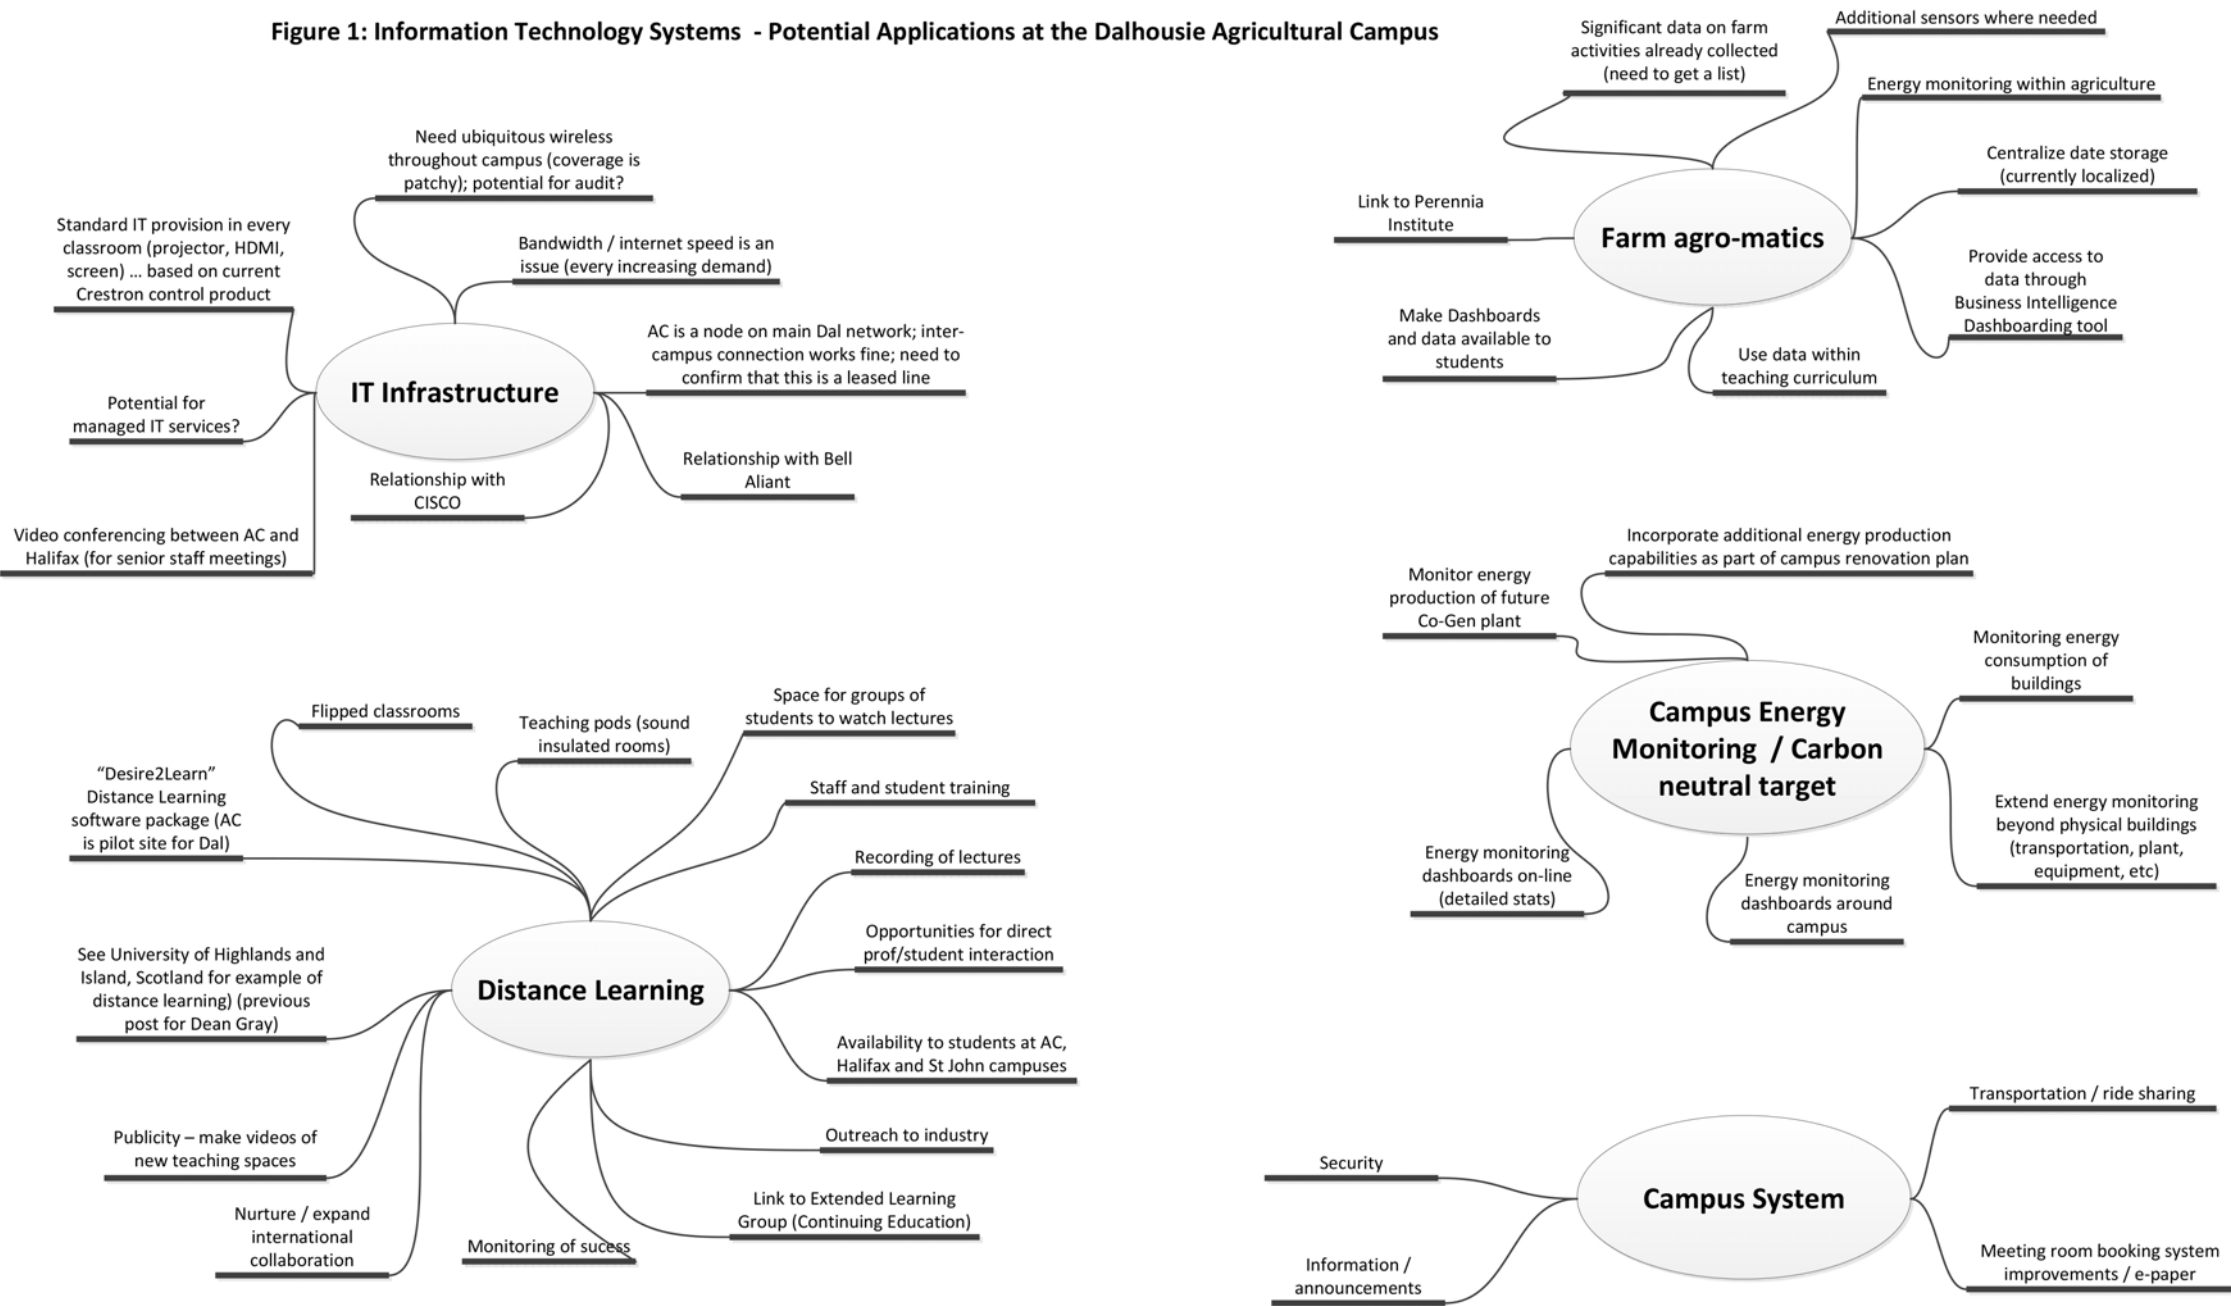 Figure 1: Information Technology Systems  - Potential Applications at the Dalhousie Agricultural Campus
Need ubiquitous wireless
throughout campus (coverage is
patchy); potential for audit?
Standard IT provision in every
classroom (projector, HDMI,
screen) … based on current
Crestron control product
Bandwidth / internet speed is an
issue (every increasing demand)
AC is a node on main Dal network; inter-
campus connection works fine; need to
confirm that this is a leased line
IT Infrastructure
Potential for
managed IT services?
Relationship with Bell
Aliant
Relationship with
CISCO
Video conferencing between AC and
Halifax (for senior staff meetings)
Significant data on farm
activities already collected
(need to get a list)
Additional sensors where needed
Energy monitoring within agriculture
Centralize date storage
(currently localized)
Link to Perennia
Institute
Farm agro-matics
Provide access to
data through
Business Intelligence
Dashboarding tool
Make Dashboards
and data available to
students
Use data within
teaching curriculum
Flipped classrooms
Teaching pods (sound
insulated rooms)
Space for groups of
students to watch lectures
“Desire2Learn”
Distance Learning
software package (AC
is pilot site for Dal)
Staff and student training
Recording of lectures
Opportunities for direct
prof/student interaction
See University of Highlands and
Island, Scotland for example of
distance learning) (previous
post for Dean Gray)
Distance Learning
Availability to students at AC,
Halifax and St John campuses
Publicity – make videos of
new teaching spaces
Outreach to industry
Nurture / expand
international
collaboration
Monitoring of sucess
Link to Extended Learning
Group (Continuing Education)
Incorporate additional energy production
capabilities as part of campus renovation plan
Monitor energy
production of future
Co-Gen plant
Monitoring energy
consumption of
buildings
Campus Energy
Monitoring  / Carbon
neutral target
Extend energy monitoring
beyond physical buildings
(transportation, plant,
equipment, etc)
Energy monitoring
dashboards on-line
(detailed stats)
Energy monitoring
dashboards around
campus
Transportation / ride sharing
Security
Campus System
Information /
announcements
Meeting room booking system
improvements / e-paper